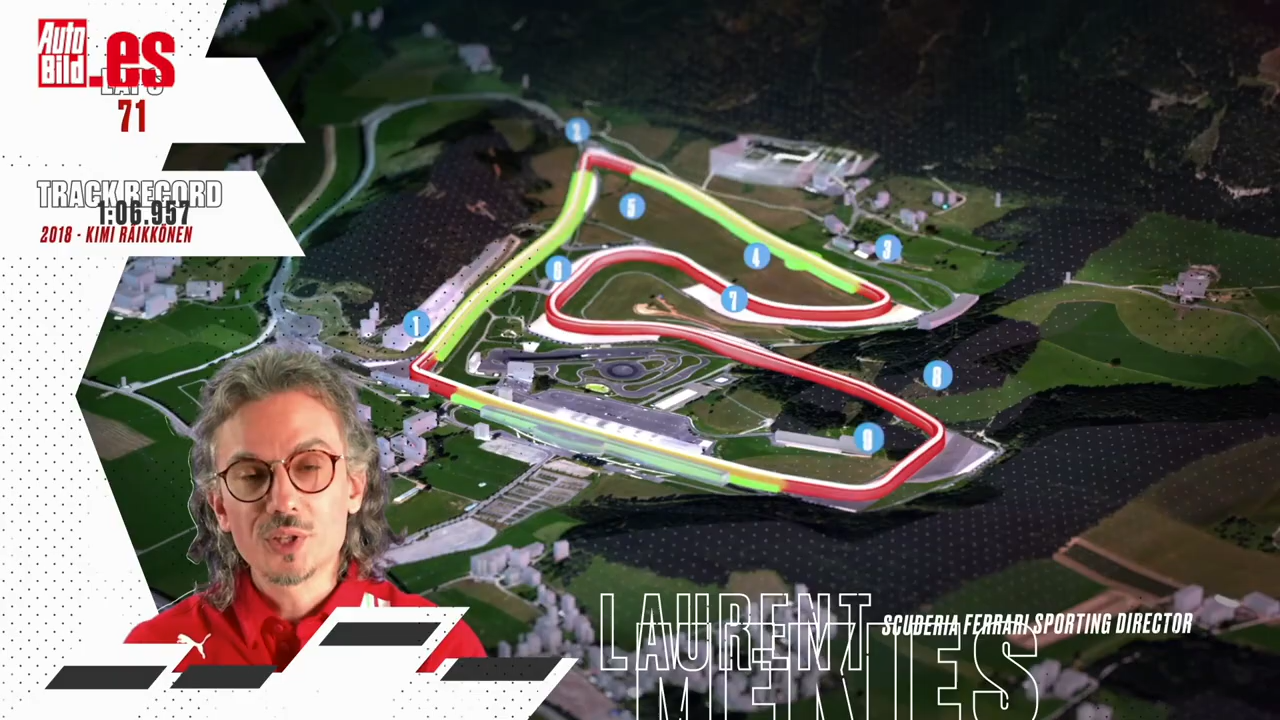 Auto
Bild
.es
LAPS
71
TRACK RECORD
1:06.957
2018 - KIMI RÄIKKÖNEN
2
5
3
4
6
7
1
8
9
LAURENT
MEKIES
SCUDERIA FERRARI SPORTING DIRECTOR